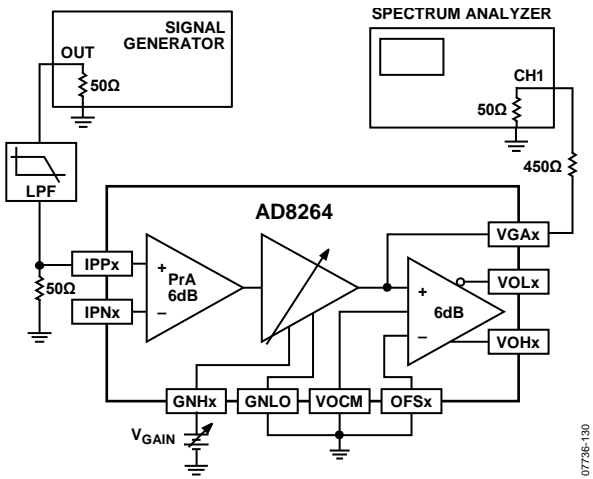 SIGNAL
GENERATOR
OUT
50Ω
SPECTRUM ANALYZER
CH1
50Ω
450Ω
LPF
AD8264
VGAx
IPPx
+
PrA
6dB
–
50Ω
IPNx
+
6dB
–
VOLx
VOHx
GNHx
GNLO
VOCM
OFSx
VGAIN
07736-130